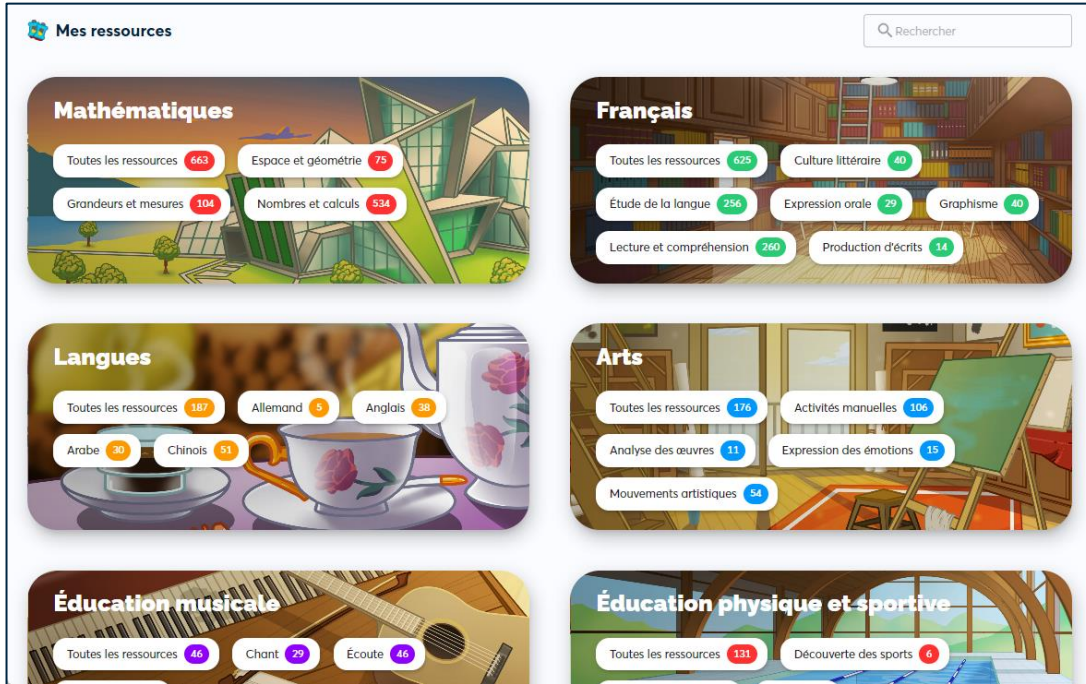 Mes ressources
Rechercher
Mathématiques
Toutes les ressources 663 Espace et géométrie 75
Grandeurs et mesures 104 Nombres et calculs 534
Français
Toutes les ressources 625 Culture littéraire 40
Étude de la langue 256 Expression orale 29 Graphisme 40
Lecture et compréhension 260 Production d'écrits 14
Langues
Toutes les ressources 187 Allemand 5 Anglais 38
Arabe 30 Chinois 51
Arts
Toutes les ressources 176 Activités manuelles 106
Analyse des œuvres 11 Expression des émotions 15
Mouvements artistiques 54
Éducation musicale
Toutes les ressources 46 Chant 29 Écoute 46
Éducation physique et sportive
Toutes les ressources 131 Découverte des sports 6